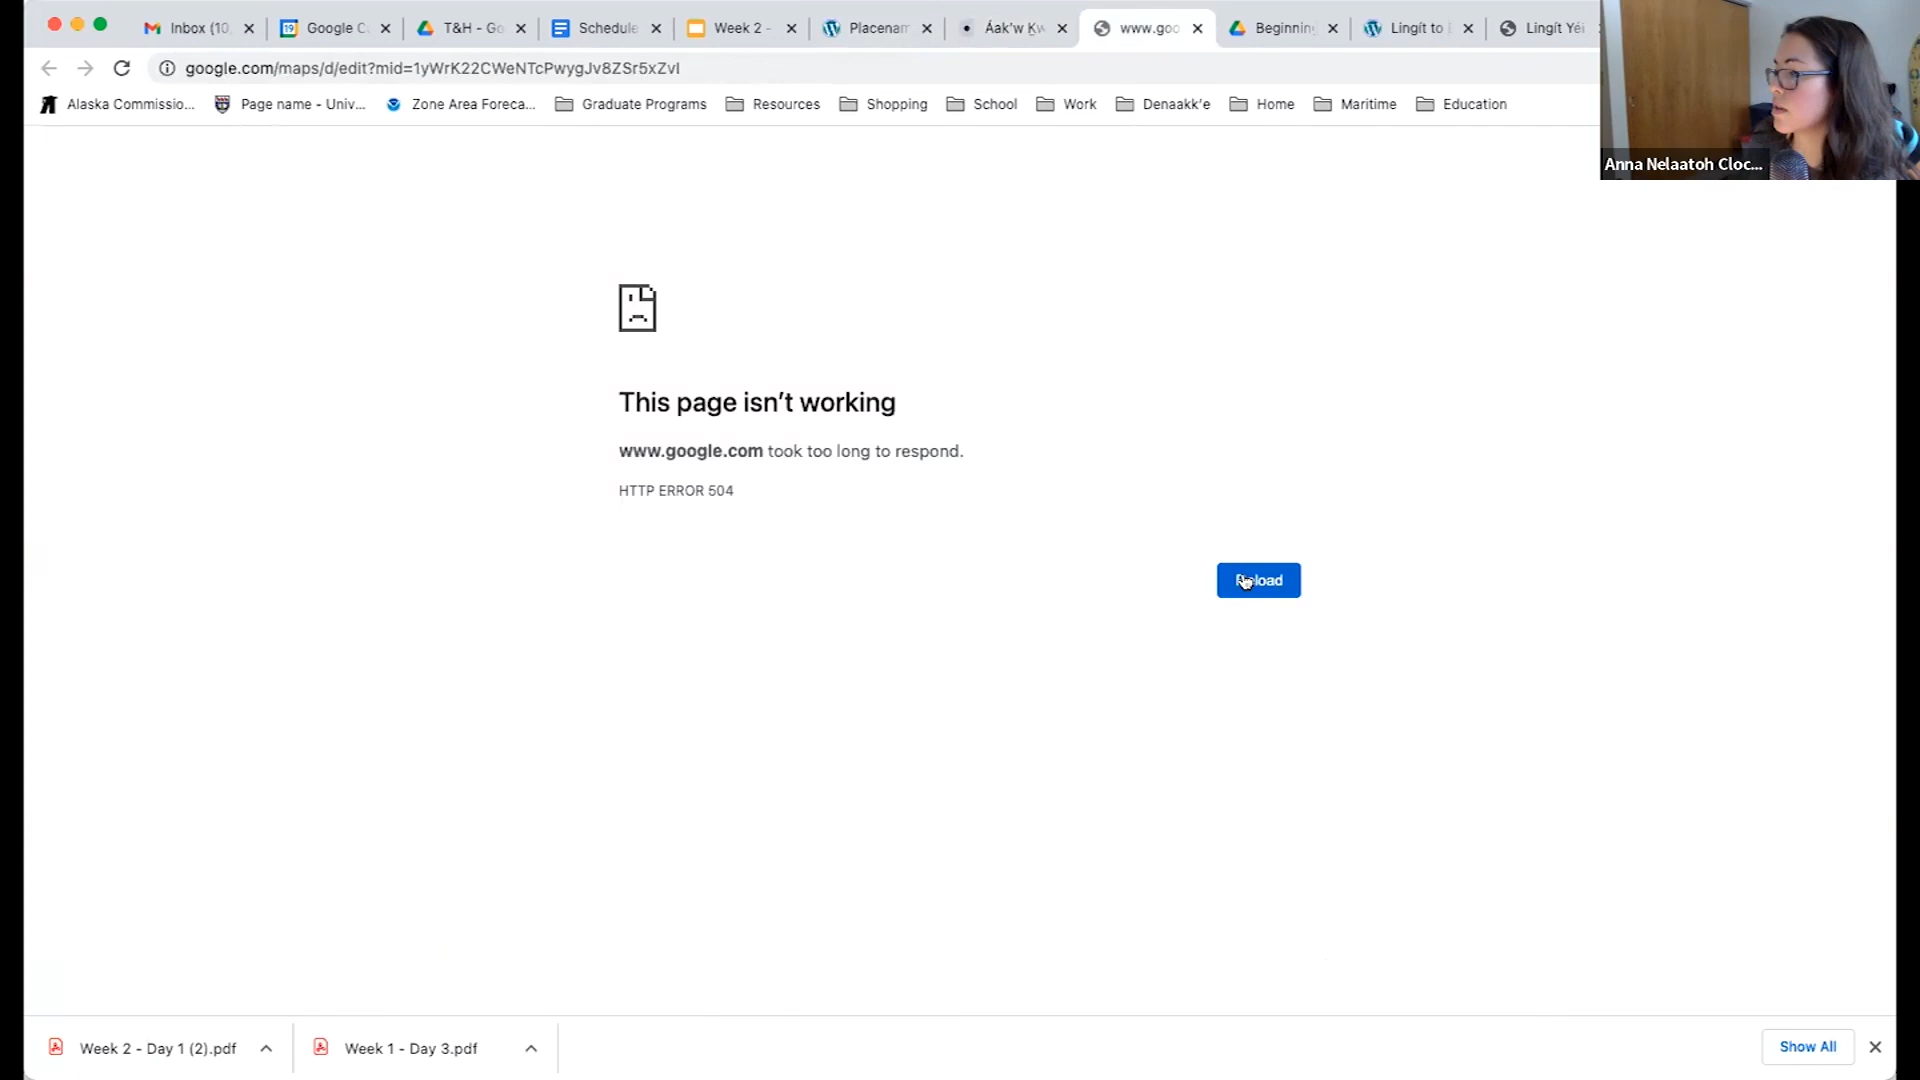 Inbox (10
Google C
T&H - Go
Schedule
Week 2 -
Placenam
Áak'w Ḵw
www.goo
Beginning
Lingít to
Lingít Yéi
google.com/maps/d/edit?mid=1yWrK22CWeNTcPwygJv8ZSr5xZvI
Alaska Commissio...
Page name - Univ...
Zone Area Foreca...
Graduate Programs
Resources
Shopping
School
Work
Denaakk'e
Home
Maritime
Education
Anna Nelaatoh Cloc...
This page isn't working
www.google.com took too long to respond.
HTTP ERROR 504
Reload
Week 2 - Day 1 (2).pdf
Week 1 - Day 3.pdf
Show All